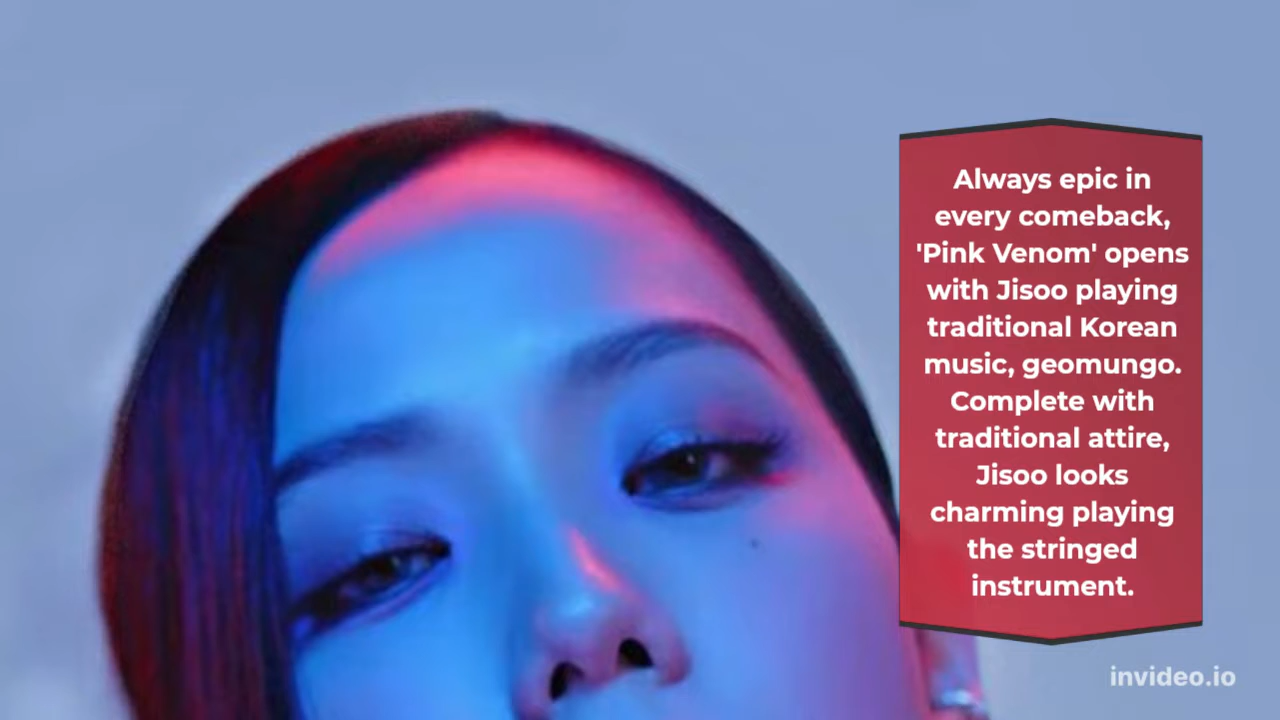 Always epic in
every comeback,
'Pink Venom' opens
with Jisoo playing
traditional Korean
music, geomungo.
Complete with
traditional attire,
Jisoo looks
charming playing
the stringed
instrument.
invideo.io